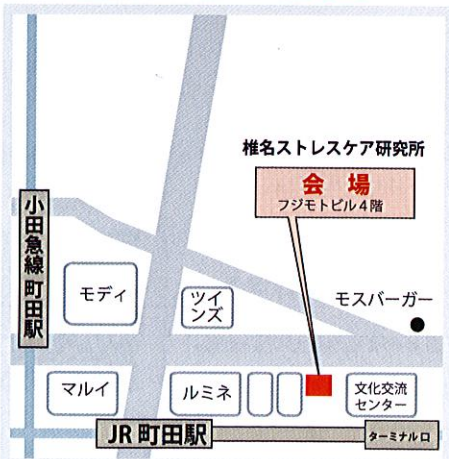 椎名ストレスケア研究所
会 場
フジモトビル4階
小田急線 町田駅
モディ
ツイ
ンズ
モスバーガー
マルイ
ルミネ
文化交流
センター
JR 町田駅
ターミナル口